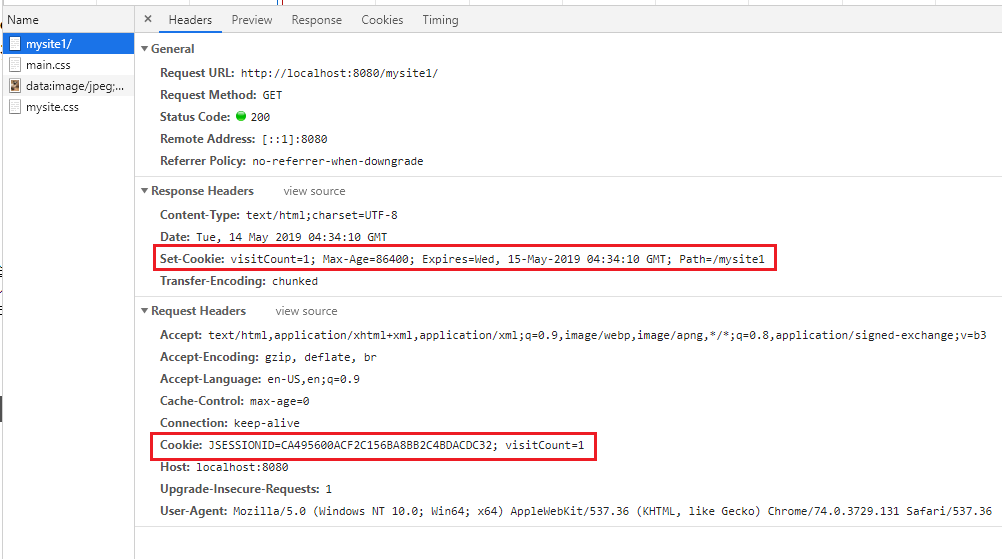 Name
mysite1/
main.css
data:image/jpeg;...
mysite.css
× Headers Preview Response Cookies Timing
▼ General
Request URL: http://localhost:8080/mysite1/
Request Method: GET
Status Code: 200
Remote Address: [::1]:8080
Referrer Policy: no-referrer-when-downgrade
▼ Response Headers view source
Content-Type: text/html;charset=UTF-8
Date: Tue, 14 May 2019 04:34:10 GMT
Set-Cookie: visitCount=1; Max-Age=86400; Expires=Wed, 15-May-2019 04:34:10 GMT; Path=/mysite1
Transfer-Encoding: chunked
▼ Request Headers view source
Accept: text/html,application/xhtml+xml,application/xml;q=0.9,image/webp,image/apng,*/*;q=0.8,application/signed-exchange;v=b3
Accept-Encoding: gzip, deflate, br
Accept-Language: en-US,en;q=0.9
Cache-Control: max-age=0
Connection: keep-alive
Cookie: JSESSIONID=CA495600ACF2C156BA8BB2C4BDACDC32; visitCount=1
Host: localhost:8080
Upgrade-Insecure-Requests: 1
User-Agent: Mozilla/5.0 (Windows NT 10.0; Win64; x64) AppleWebKit/537.36 (KHTML, like Gecko) Chrome/74.0.3729.131 Safari/537.36